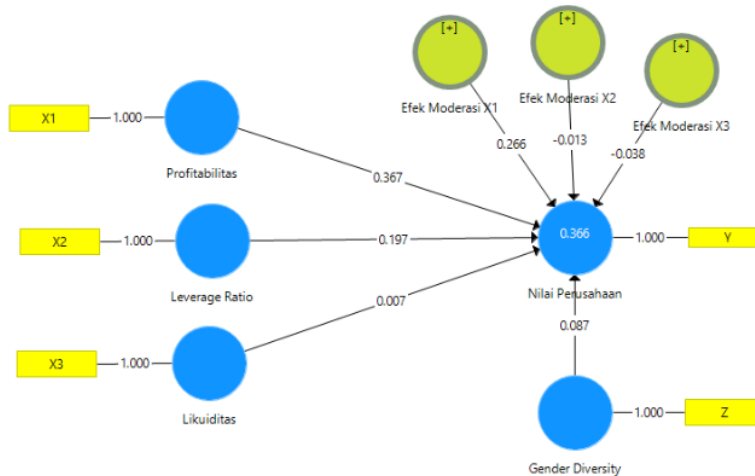 [+]
[+]
[+]
Efek Moderasi X1
Efek Moderasi X2
Efek Moderasi X3
X1
1.000
Profitabilitas
0.266
-0.013
-0.038
0.367
X2
1.000
Leverage Ratio
0.197
0.366
1.000
Y
Nilai Perusahaan
0.007
0.087
X3
1.000
Likuiditas
1.000
Z
Gender Diversity